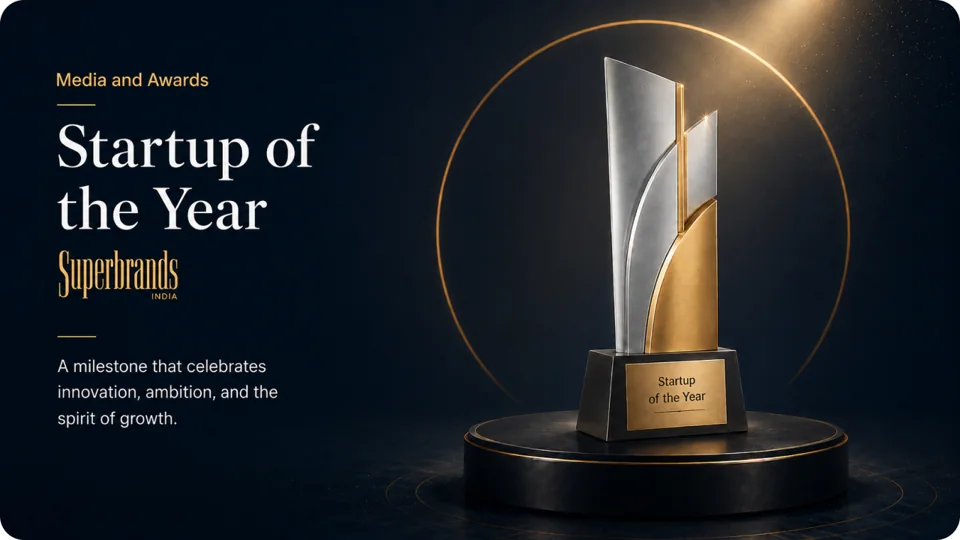 Media and Awards
Startup of
the Year
Superbrands
INDIA
A milestone that celebrates
innovation, ambition, and the
spirit of growth.
Startup
of the Year